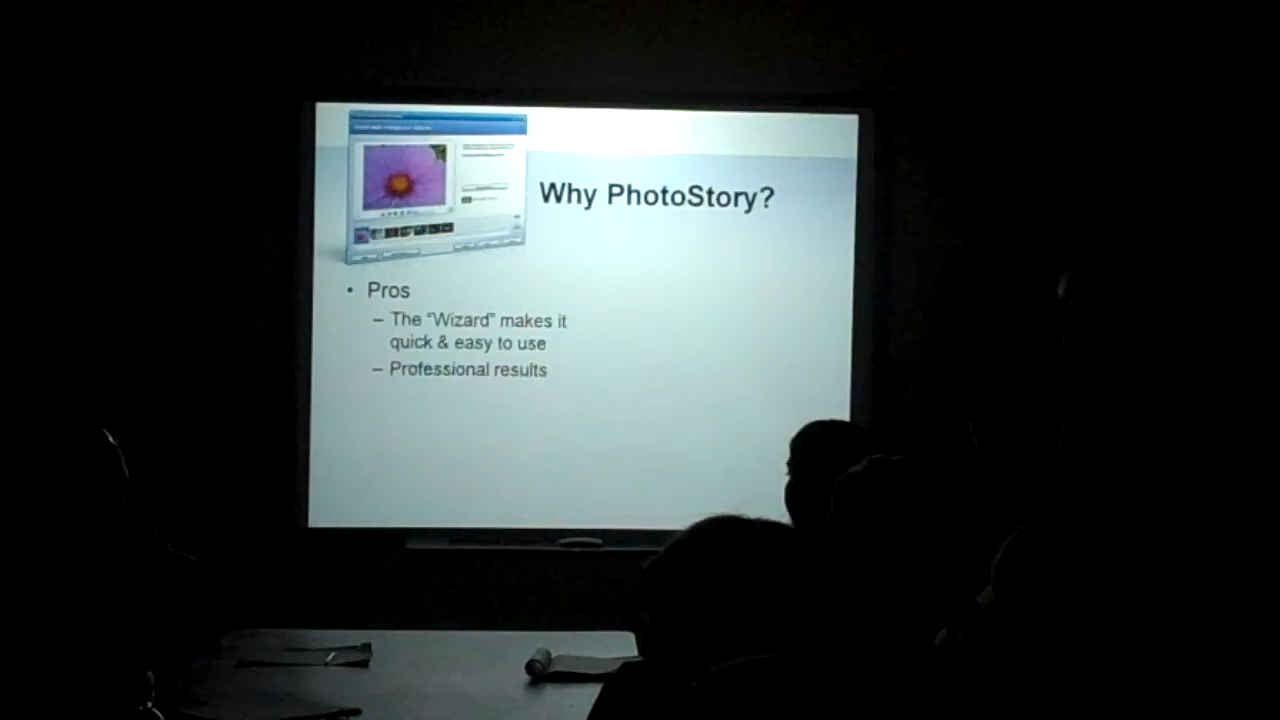 Why PhotoStory?
• Pros
– The “Wizard” makes it
quick & easy to use
– Professional results